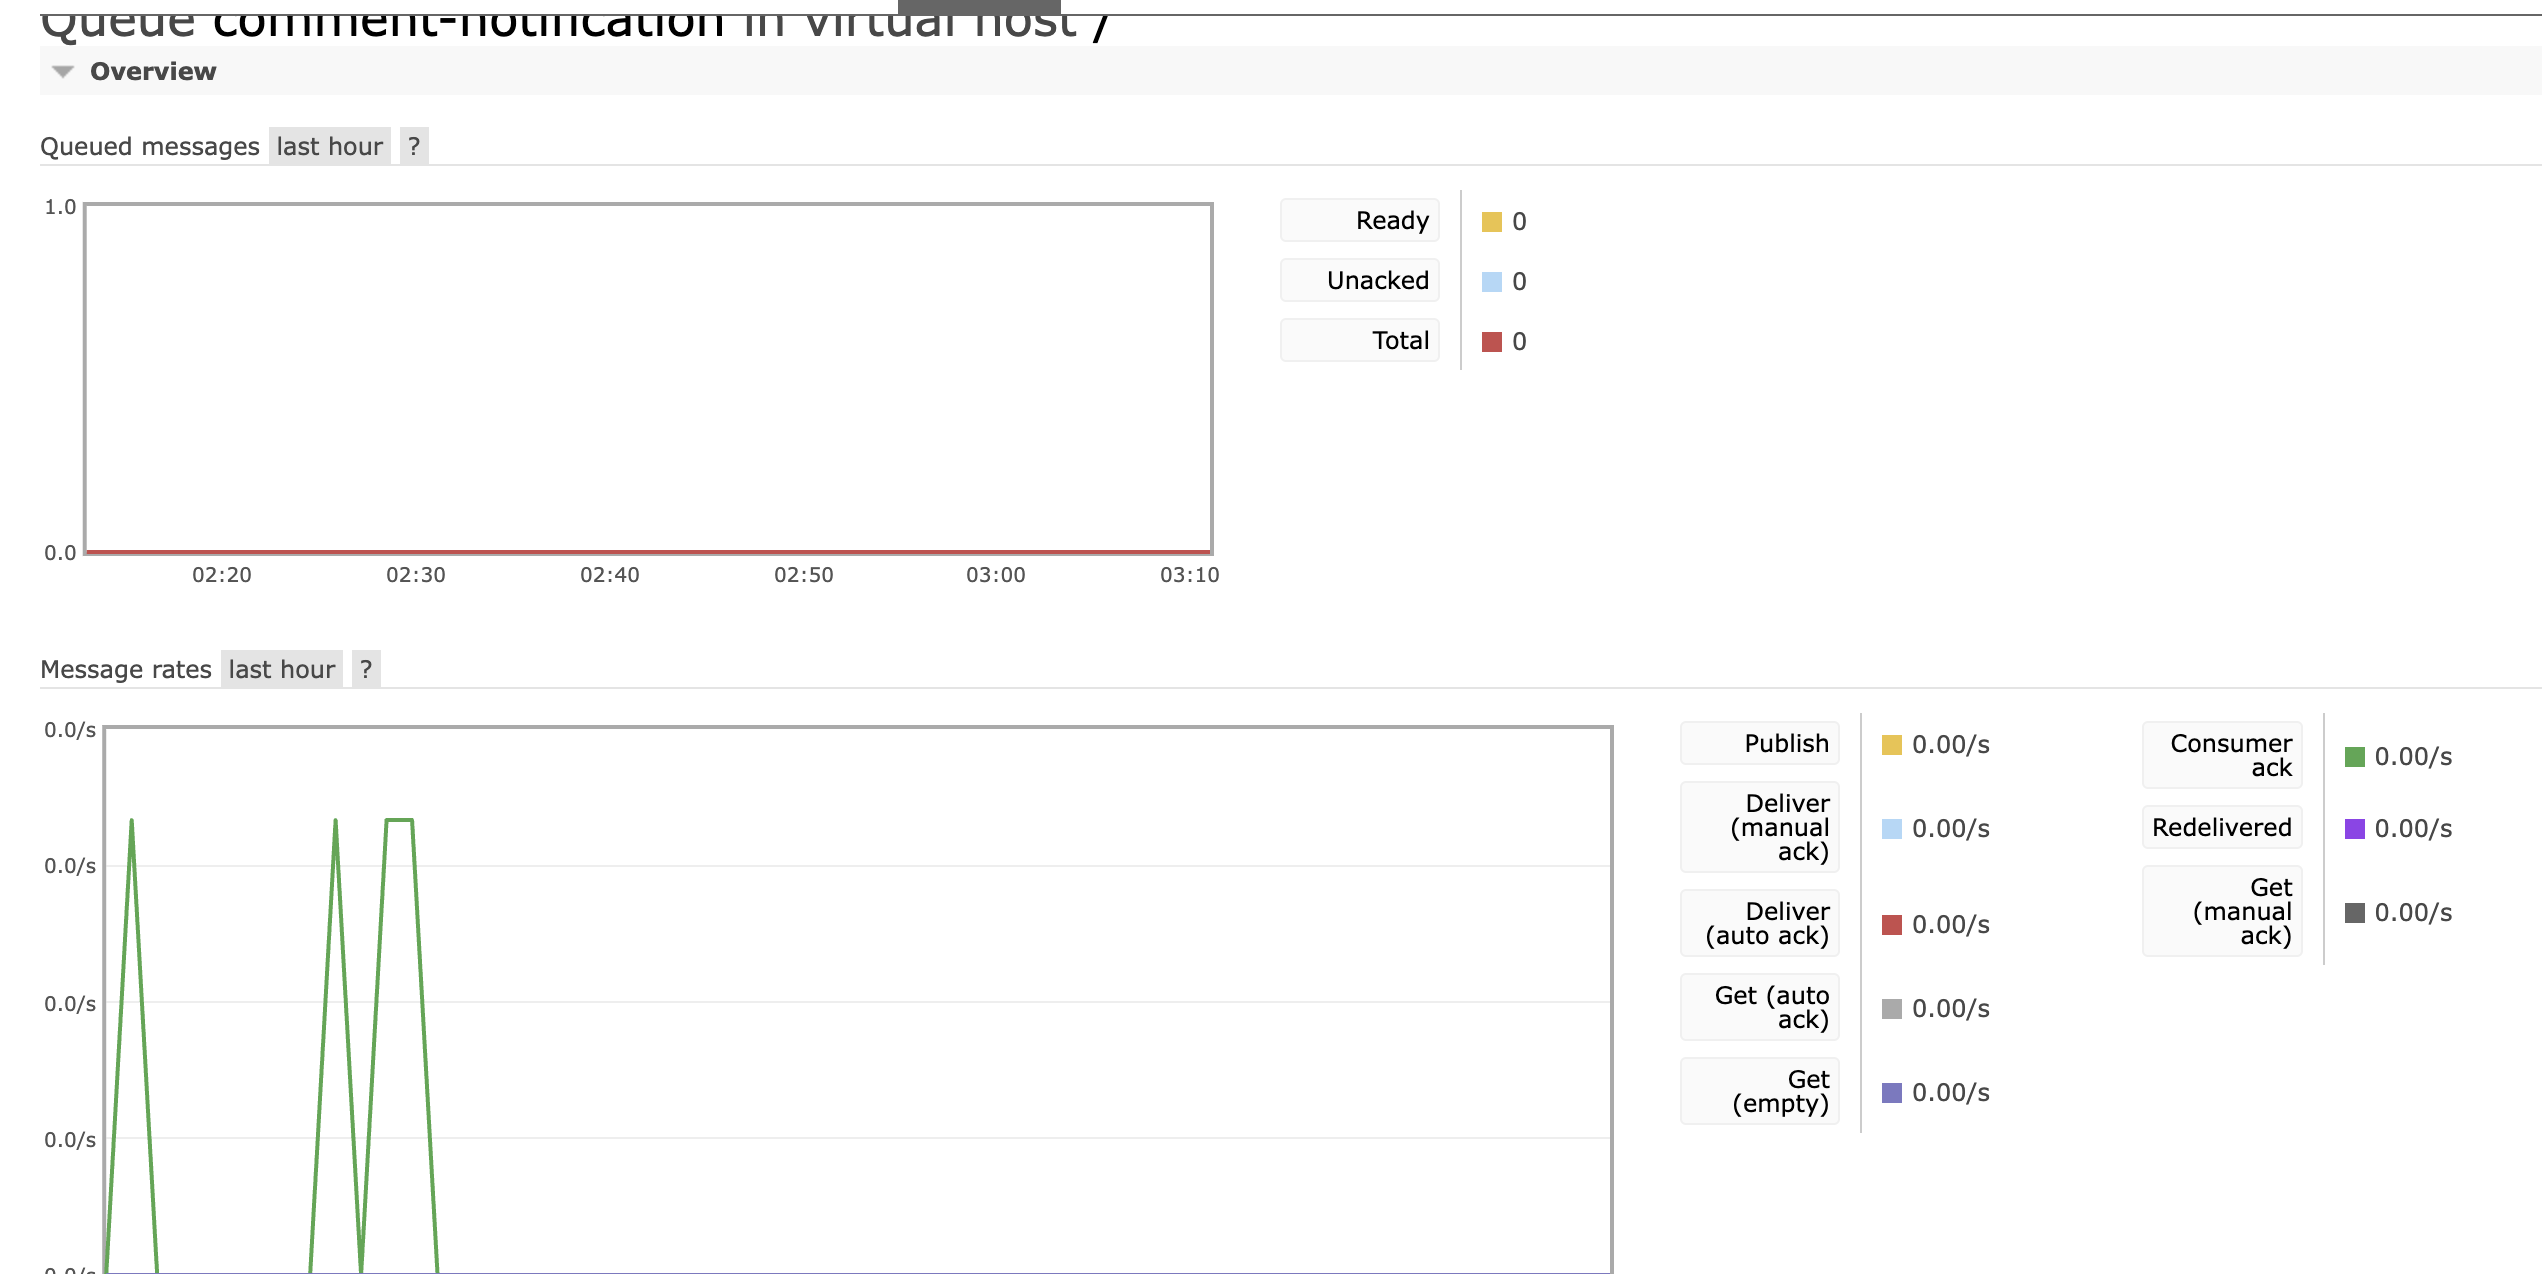 Queue comment-notification in virtual host /
Overview
Queued messages last hour ?
1.0
0.0
02:20 02:30 02:40 02:50 03:00 03:10
Ready 0
Unacked 0
Total 0
Message rates last hour ?
0.0/s
0.0/s
0.0/s
0.0/s
0.0/s
Publish 0.00/s
Deliver
(manual
ack) 0.00/s
Deliver
(auto ack) 0.00/s
Get (auto
ack) 0.00/s
Get
(empty) 0.00/s
Consumer
ack 0.00/s
Redelivered 0.00/s
Get
(manual
ack) 0.00/s